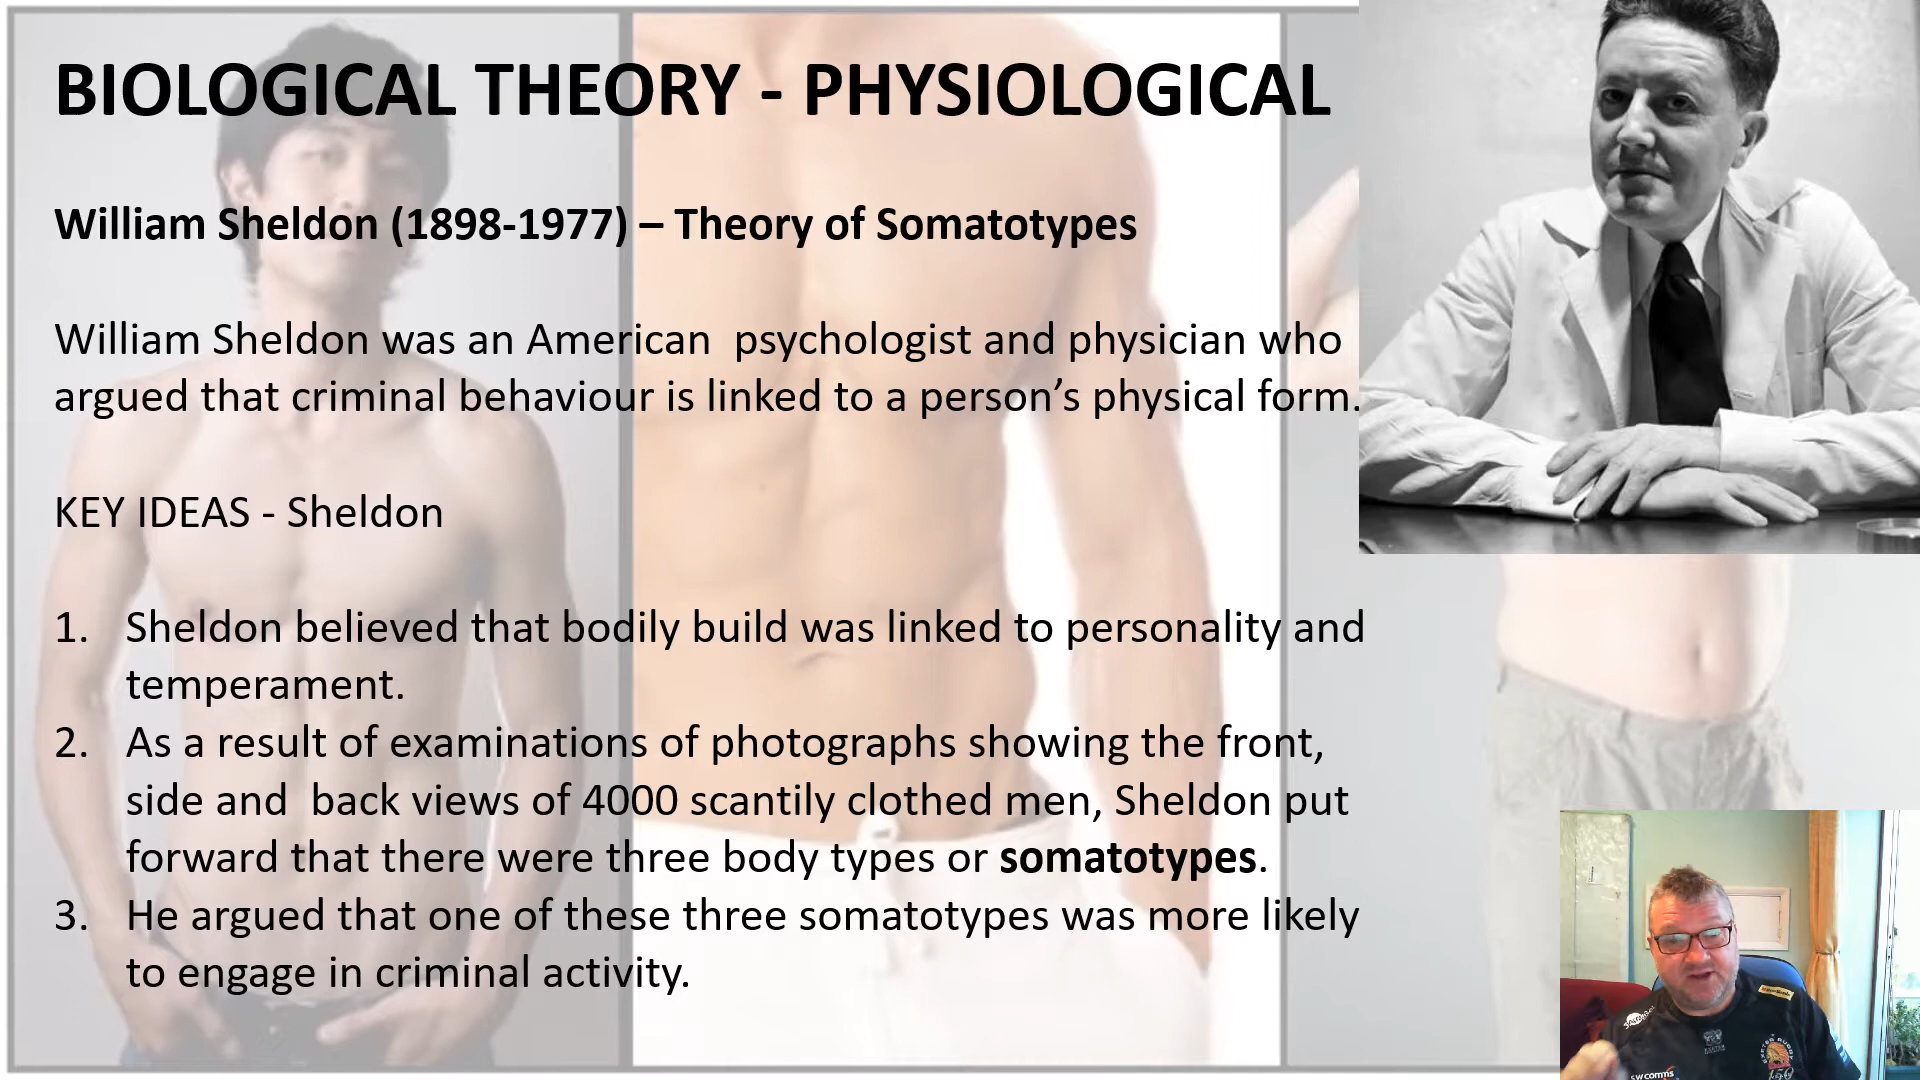 BIOLOGICAL THEORY - PHYSIOLOGICAL
William Sheldon (1898-1977) – Theory of Somatotypes
William Sheldon was an American  psychologist and physician who
argued that criminal behaviour is linked to a person’s physical form.
KEY IDEAS - Sheldon
1. Sheldon believed that bodily build was linked to personality and
temperament.
2. As a result of examinations of photographs showing the front,
side and  back views of 4000 scantily clothed men, Sheldon put
forward that there were three body types or somatotypes.
3. He argued that one of these three somatotypes was more likely
to engage in criminal activity.